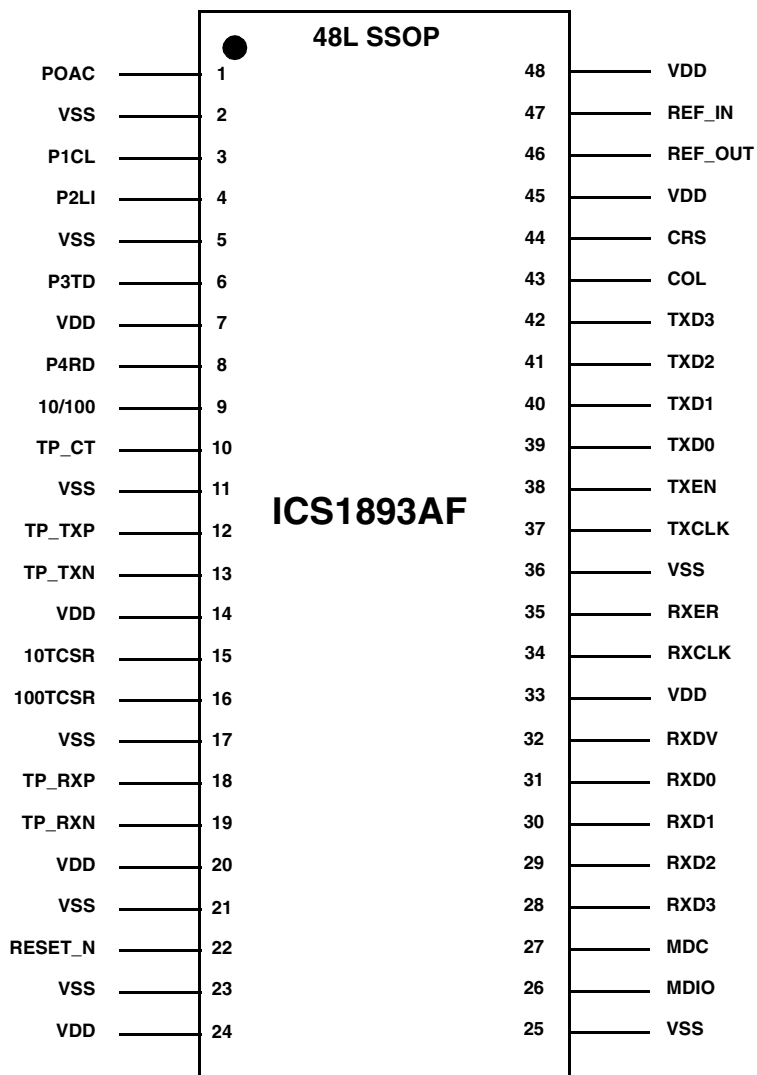 48L SSOP
POAC 1 48 VDD
VSS 2 47 REF_IN
P1CL 3 46 REF_OUT
P2LI 4 45 VDD
VSS 5 44 CRS
P3TD 6 43 COL
VDD 7 42 TXD3
P4RD 8 41 TXD2
10/100 9 40 TXD1
TP_CT 10 39 TXD0
VSS 11 38 TXEN
ICS1893AF
TP_TXP 12 37 TXCLK
TP_TXN 13 36 VSS
VDD 14 35 RXER
10TCSR 15 34 RXCLK
100TCSR 16 33 VDD
VSS 17 32 RXDV
TP_RXP 18 31 RXD0
TP_RXN 19 30 RXD1
VDD 20 29 RXD2
VSS 21 28 RXD3
RESET_N 22 27 MDC
VSS 23 26 MDIO
VDD 24 25 VSS